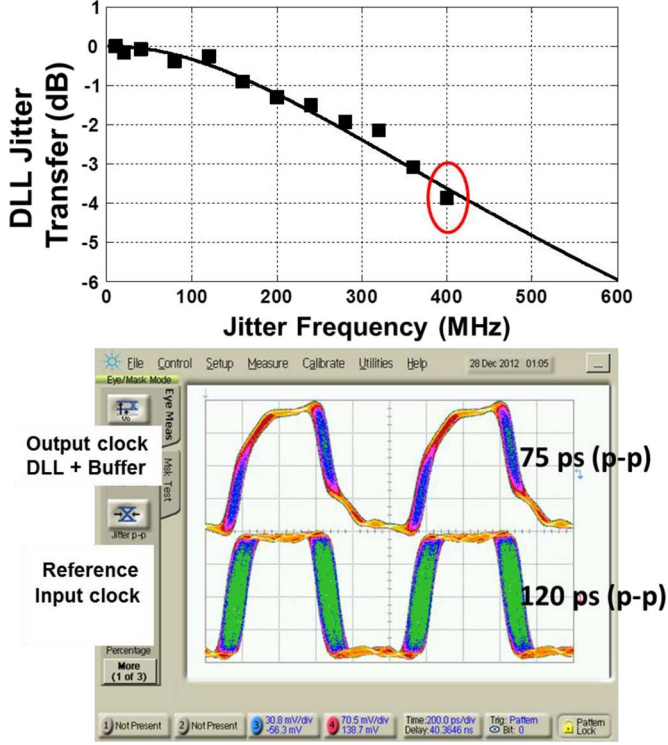 DLL Jitter
Transfer (dB)
1
0
-1
-2
-3
-4
-5
-6
0
100
200
300
400
500
600
Jitter Frequency (MHz)
File Control Setup Measure Calibrate Utilities Help 28 Dec 2012 01:05
Eye/Mask Mode
Eye Meas
Msk Test
Output clock
DLL + Buffer
75 ps (p-p)
Jitter p-p
Reference
Input clock
120 ps (p-p)
Percentage
More
(1 of 3)
1 Not Present
2 Not Present
3 30.8 mV/div
-56.3 mV
4 70.5 mV/div
138.7 mV
Time:200.0 ps/div
Delay:40.3646 ns
Trig: Pattern
Bit: 0
Pattern
Lock